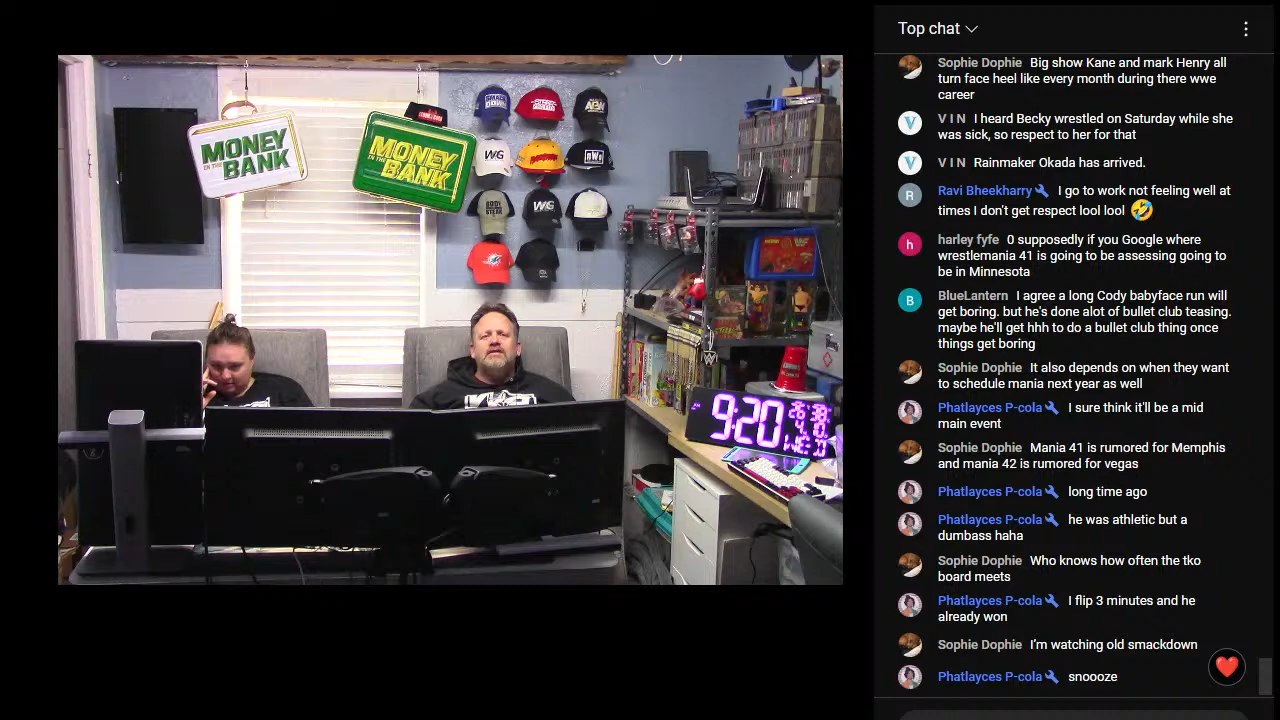 Top chat
Sophie Dophie Big show Kane and mark Henry all
turn face heel like every month during there wwe
career
V I N I heard Becky wrestled on Saturday while she
was sick, so respect to her for that
V I N Rainmaker Okada has arrived.
Ravi Bheekharry I go to work not feeling well at
times I don't get respect lool lool 🤣
harley fyfe 0 supposedly if you Google where
wrestlemania 41 is going to be assessing going to
be in Minnesota
BlueLantern I agree a long Cody babyface run will
get boring. but he's done alot of bullet club teasing.
maybe he'll get hhh to do a bullet club thing once
things get boring
Sophie Dophie It also depends on when they want
to schedule mania next year as well
Phatlayces P-cola I sure think it'll be a mid
main event
Sophie Dophie Mania 41 is rumored for Memphis
and mania 42 is rumored for vegas
Phatlayces P-cola long time ago
Phatlayces P-cola he was athletic but a
dumbass haha
Sophie Dophie Who knows how often the tko
board meets
Phatlayces P-cola I flip 3 minutes and he
already won
Sophie Dophie I'm watching old smackdown
Phatlayces P-cola snoooze
MONEY
IN THE BANK
MONEY
IN THE BANK
nWo
9:20